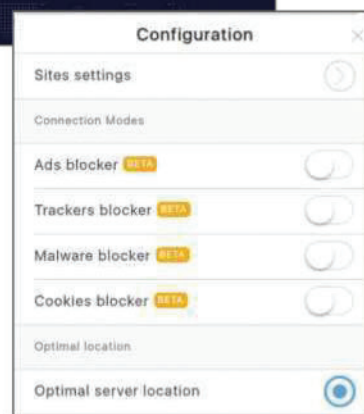 Configuration
Sites settings
Connection Modes
Ads blocker BETA
Trackers blocker BETA
Malware blocker BETA
Cookies blocker BETA
Optimal location
Optimal server location